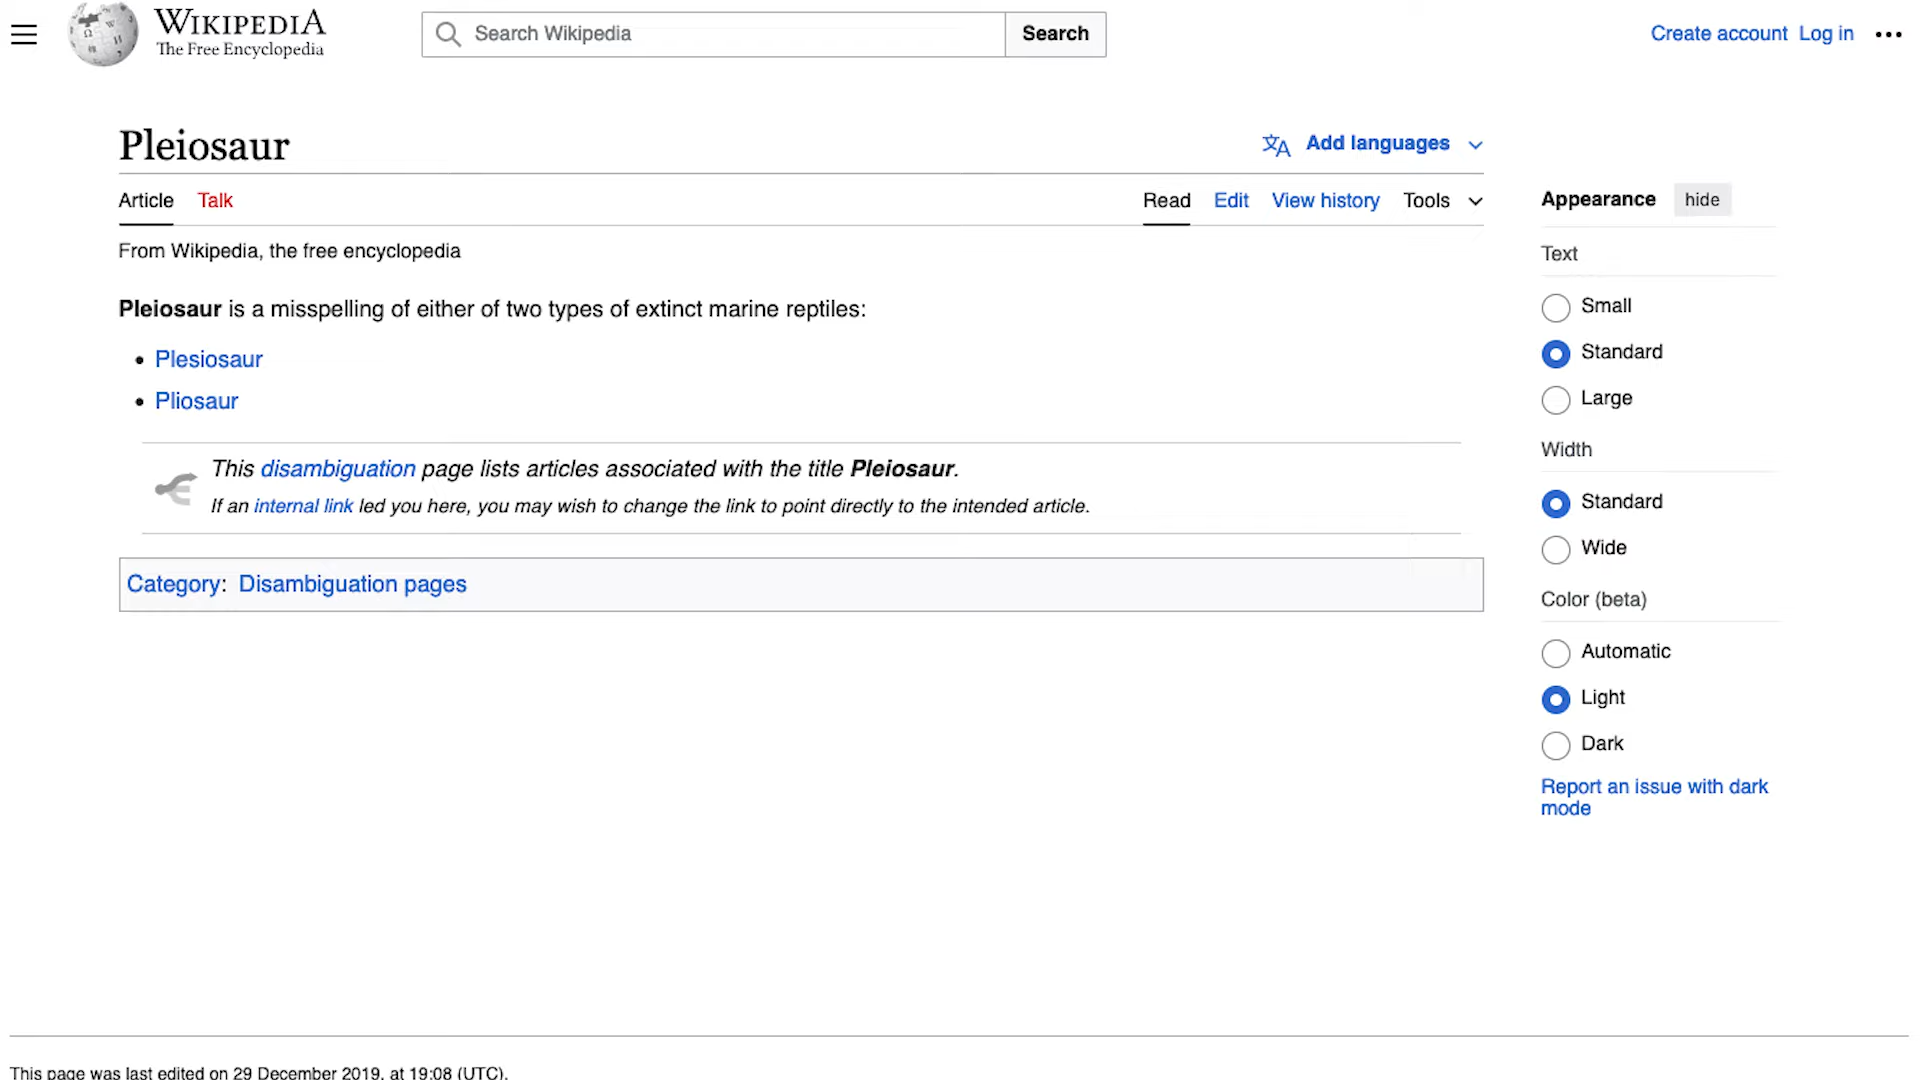 WIKIPEDIA
The Free Encyclopedia
Search Wikipedia
Search
Create account Log in
Pleiosaur
Add languages
Article Talk
Read Edit View history Tools
From Wikipedia, the free encyclopedia
Pleiosaur is a misspelling of either of two types of extinct marine reptiles:
• Plesiosaur
• Pliosaur
This disambiguation page lists articles associated with the title Pleiosaur.
If an internal link led you here, you may wish to change the link to point directly to the intended article.
Category: Disambiguation pages
Appearance hide
Text
Small
Standard
Large
Width
Standard
Wide
Color (beta)
Automatic
Light
Dark
Report an issue with dark
mode
This page was last edited on 29 December 2019, at 19:08 (UTC).